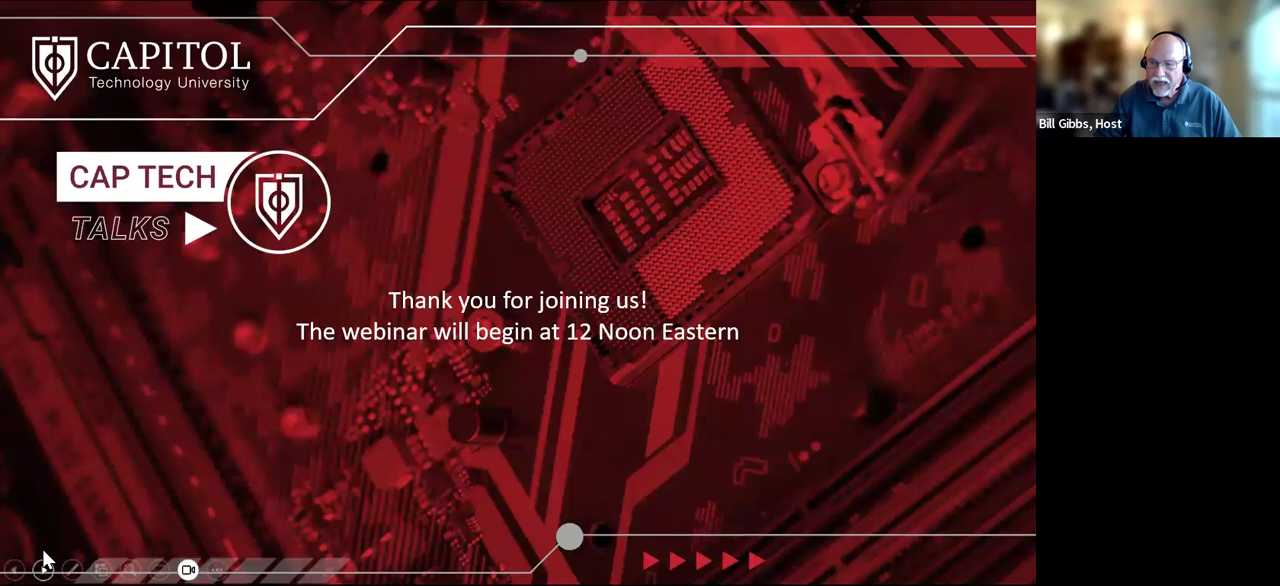 CAPITOL
Technology University
CAP TECH
TALKS
Thank you for joining us!
The webinar will begin at 12 Noon Eastern
Bill Gibbs, Host